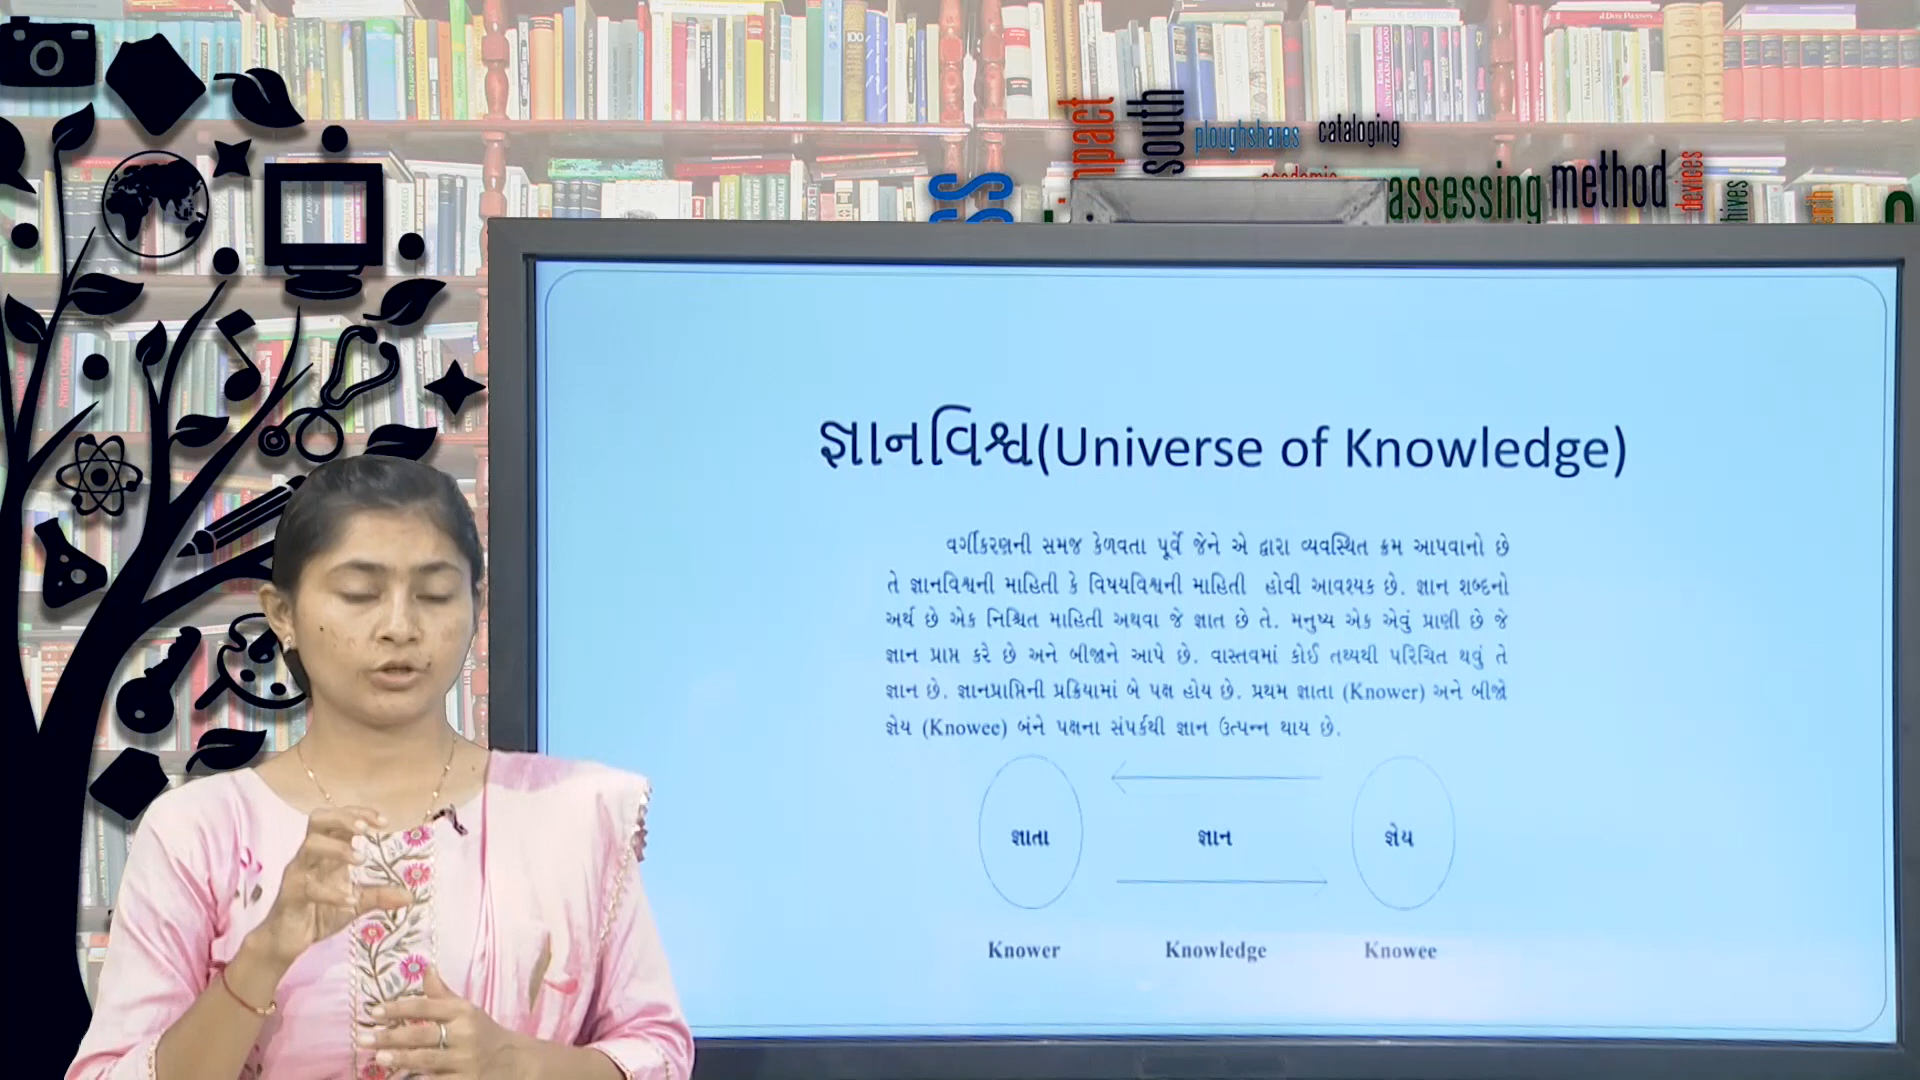 south
ploughshares
cataloging
assessing
method
devices
જ્ઞાનવિશ્વ(Universe of Knowledge)
વર્ગીકરણની સમજ કેળવતા પૂર્વે જેને એ દ્વારા વ્યવસ્થિત ક્રમ આપવાનો છે
તે જ્ઞાનવિશ્વની માહિતી કે વિષયવિશ્વની માહિતી હોવી આવશ્યક છે. જ્ઞાન શબ્દનો
અર્થ છે એક નિશ્ચિત માહિતી અથવા જે જ્ઞાત છે તે. મનુષ્ય એક એવું પ્રાણી છે જે
જ્ઞાન પ્રાપ્ત કરે છે અને બીજાને આપે છે. વાસ્તવમાં કોઈ તથ્યથી પરિચિત થવું તે
જ્ઞાન છે. જ્ઞાનપ્રાપ્તિની પ્રક્રિયામાં બે પક્ષ હોય છે. પ્રથમ જ્ઞાતા (Knower) અને બીજો
જ્ઞેય (Knowee) બંને પક્ષના સંપર્કથી જ્ઞાન ઉત્પન્ન થાય છે.
જ્ઞાતા જ્ઞાન જ્ઞેય
Knower Knowledge Knowee